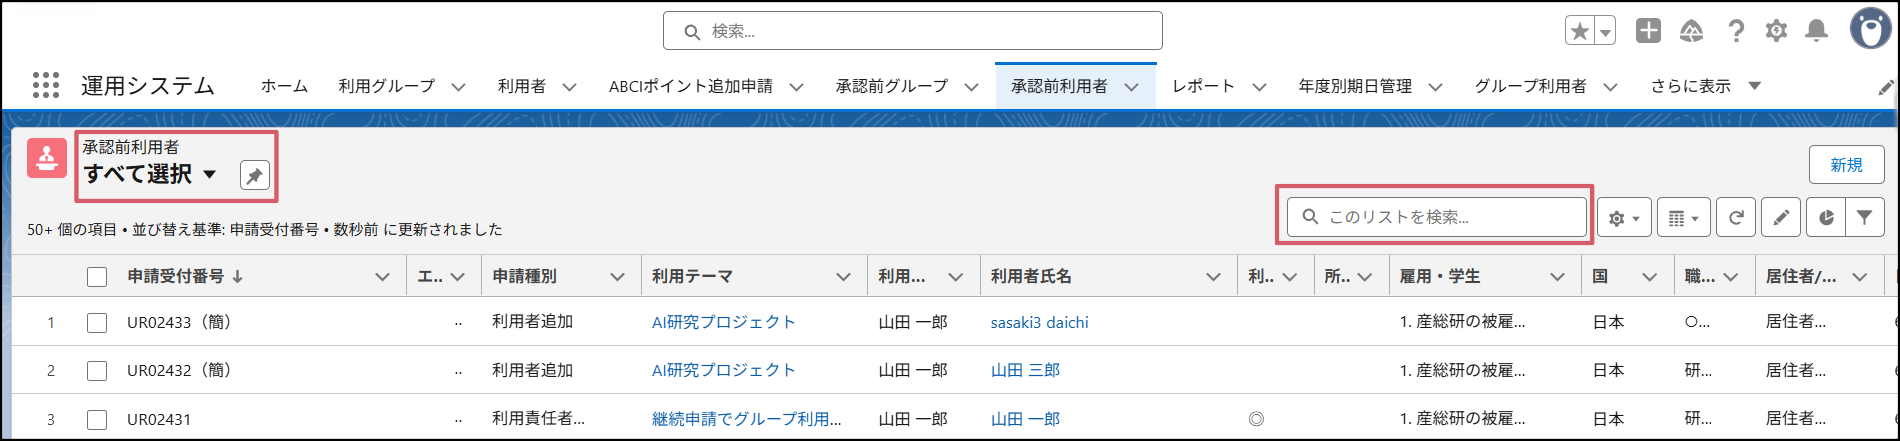 検索...
運用システム ホーム 利用グループ 利用者 ABCIポイント追加申請 承認前グループ 承認前利用者 レポート 年度別期日管理 グループ利用者 さらに表示
承認前利用者
すべて選択
新規
このリストを検索...
50+ 個の項目 • 並び替え基準: 申請受付番号 • 数秒前 に更新されました
申請受付番号 エ... 申請種別 利用テーマ 利用... 利用者氏名 利... 所... 雇用・学生 国 職... 居住者/...
1 UR02433（簡） .. 利用者追加 AI研究プロジェクト 山田 一郎 sasaki3 daichi 1. 産総研の被雇... 日本 ○... 居住者...
2 UR02432（簡） .. 利用者追加 AI研究プロジェクト 山田 一郎 山田 三郎 1. 産総研の被雇... 日本 研... 居住者...
3 UR02431 .. 利用責任者... 継続申請でグループ利用... 山田 一郎 山田 一郎 ◎ 1. 産総研の被雇... 日本 研... 居住者...